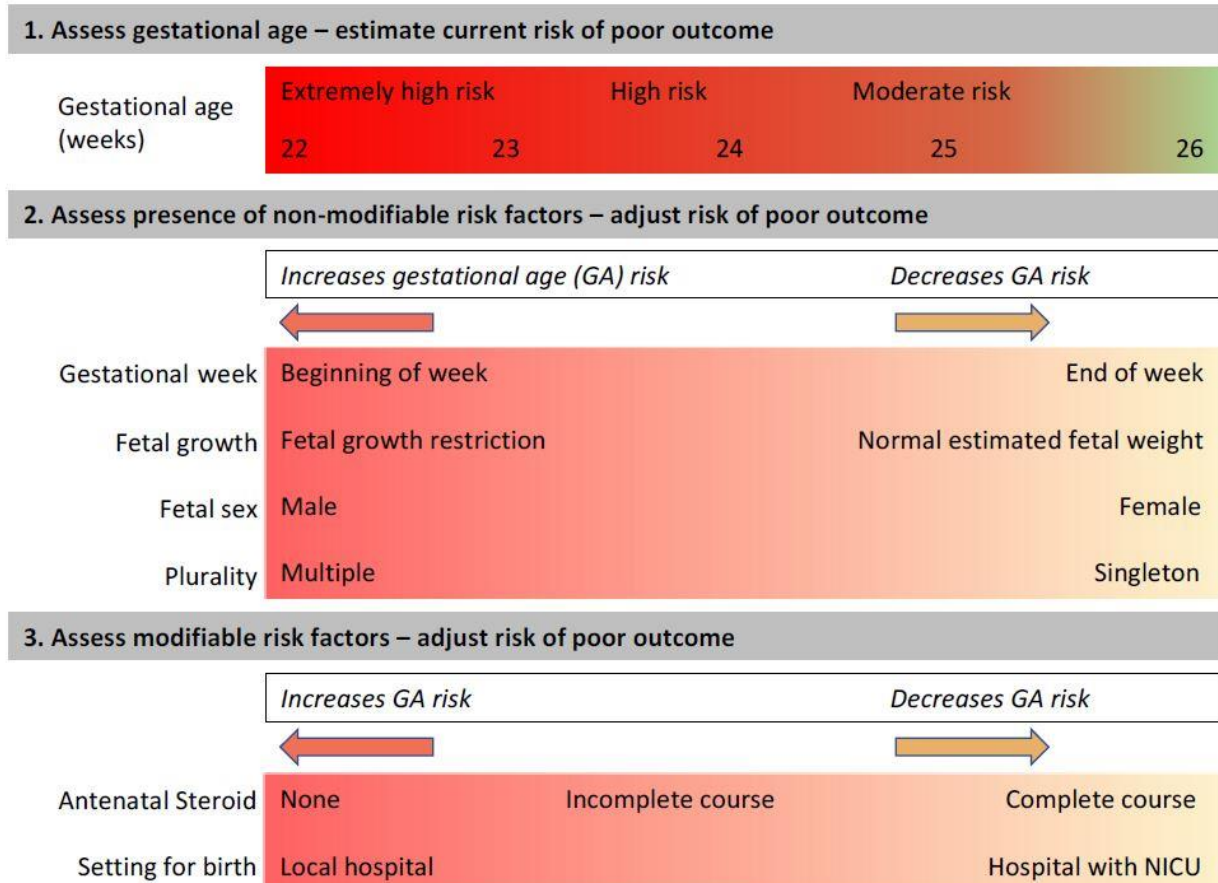 1. Assess gestational age – estimate current risk of poor outcome
Gestational age
(weeks)
Extremely high risk High risk Moderate risk
22 23 24 25 26
2. Assess presence of non-modifiable risk factors – adjust risk of poor outcome
Increases gestational age (GA) risk Decreases GA risk
Gestational week Beginning of week End of week
Fetal growth Fetal growth restriction Normal estimated fetal weight
Fetal sex Male Female
Plurality Multiple Singleton
3. Assess modifiable risk factors – adjust risk of poor outcome
Increases GA risk Decreases GA risk
Antenatal Steroid None Incomplete course Complete course
Setting for birth Local hospital Hospital with NICU